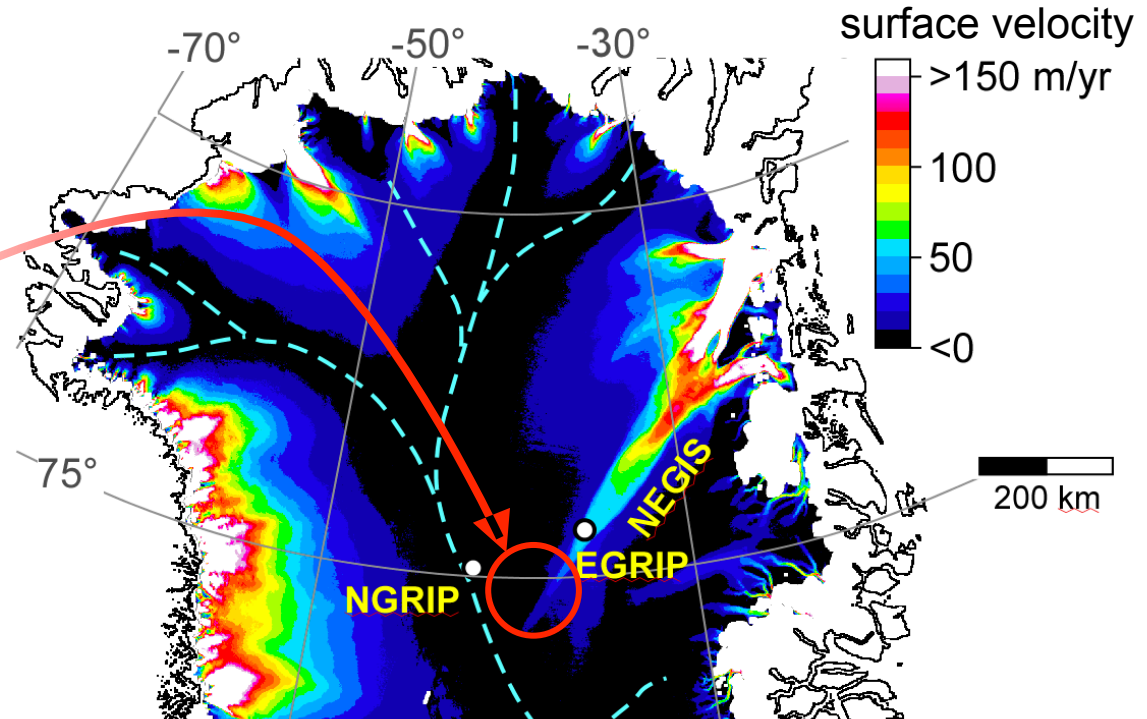 surface velocity
-70°
-50°
-30°
>150 m/yr
100
50
<0
75°
200 km
NEGIS
EGRIP
NGRIP